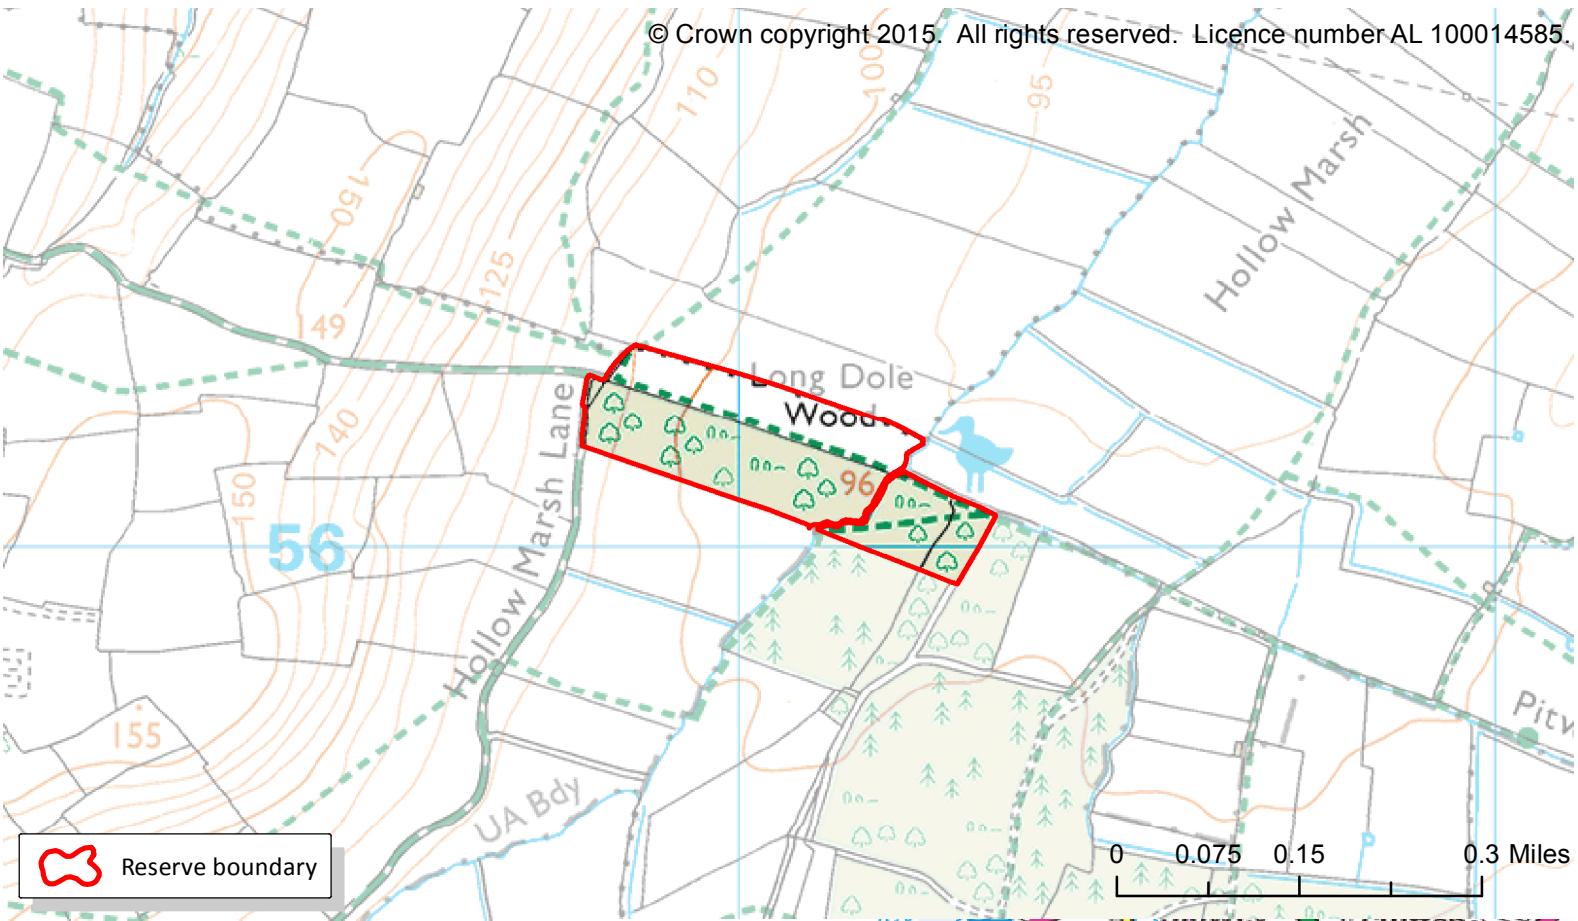 © Crown copyright 2015. All rights reserved. Licence number AL 100014585.
110
100
95
Hollow Marsh
150
125
149
Long Dole
Wood
140
Hollow Marsh Lane
96
150
56
155
Pitw
UA Bdy
Reserve boundary
0 0.075 0.15 0.3 Miles